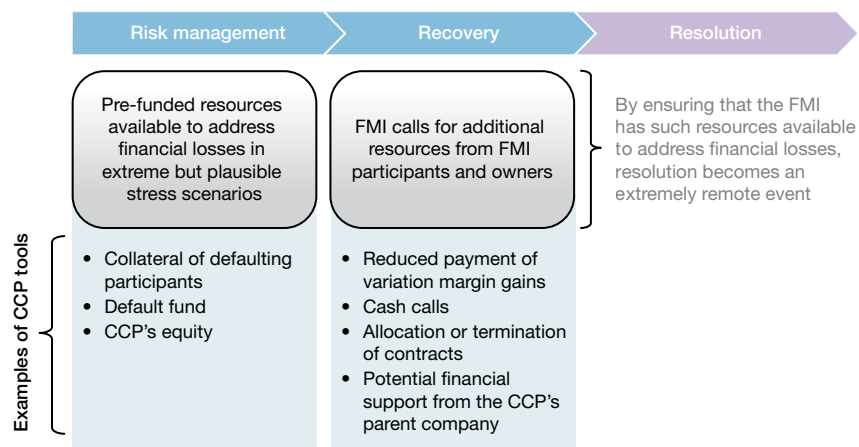 Risk management
Recovery
Resolution
Pre-funded resources
available to address
financial losses in
extreme but plausible
stress scenarios
FMI calls for additional
resources from FMI
participants and owners
By ensuring that the FMI
has such resources available
to address financial losses,
resolution becomes an
extremely remote event
Examples of CCP tools
• Collateral of defaulting
participants
• Default fund
• CCP’s equity
• Reduced payment of
variation margin gains
• Cash calls
• Allocation or termination
of contracts
• Potential financial
support from the CCP’s
parent company